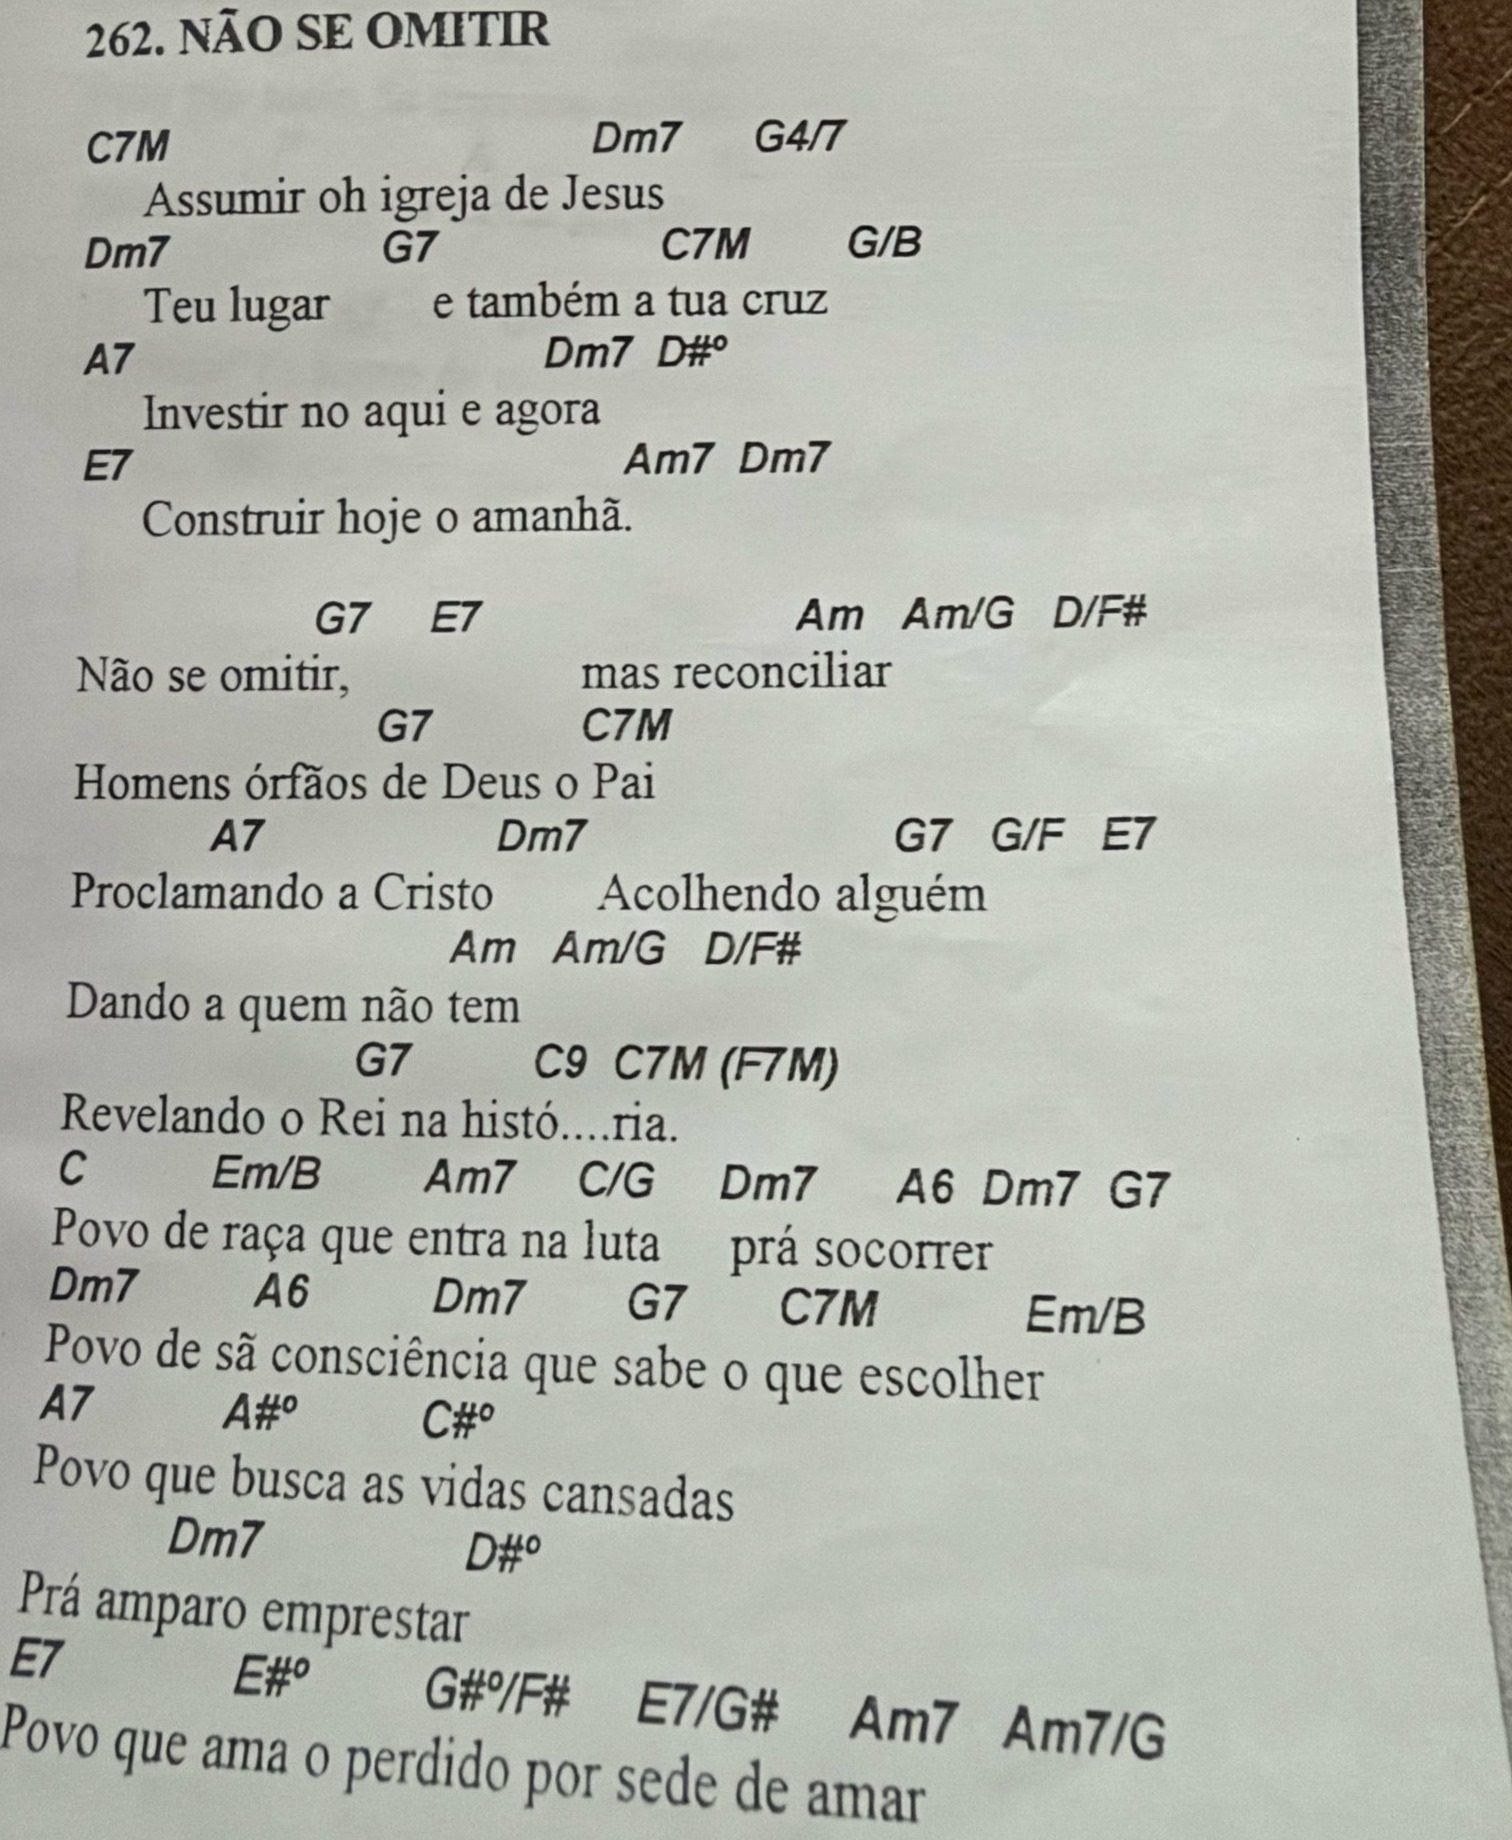 262. NÃO SE OMITIR
C7M Dm7 G4/7
Assumir oh igreja de Jesus
Dm7 G7 C7M G/B
Teu lugar e também a tua cruz
A7 Dm7 D#º
Investir no aqui e agora
E7 Am7 Dm7
Construir hoje o amanhã.
G7 E7 Am Am/G D/F#
Não se omitir, mas reconciliar
G7 C7M
Homens órfãos de Deus o Pai
A7 Dm7 G7 G/F E7
Proclamando a Cristo Acolhendo alguém
Am Am/G D/F#
Dando a quem não tem
G7 C9 C7M (F7M)
Revelando o Rei na histó....ria.
C Em/B Am7 C/G Dm7 A6 Dm7 G7
Povo de raça que entra na luta prá socorrer
Dm7 A6 Dm7 G7 C7M Em/B
Povo de sã consciência que sabe o que escolher
A7 A#º C#º
Povo que busca as vidas cansadas
Dm7 D#º
Prá amparo emprestar
E7 E#º G#º/F# E7/G# Am7 Am7/G
Povo que ama o perdido por sede de amar